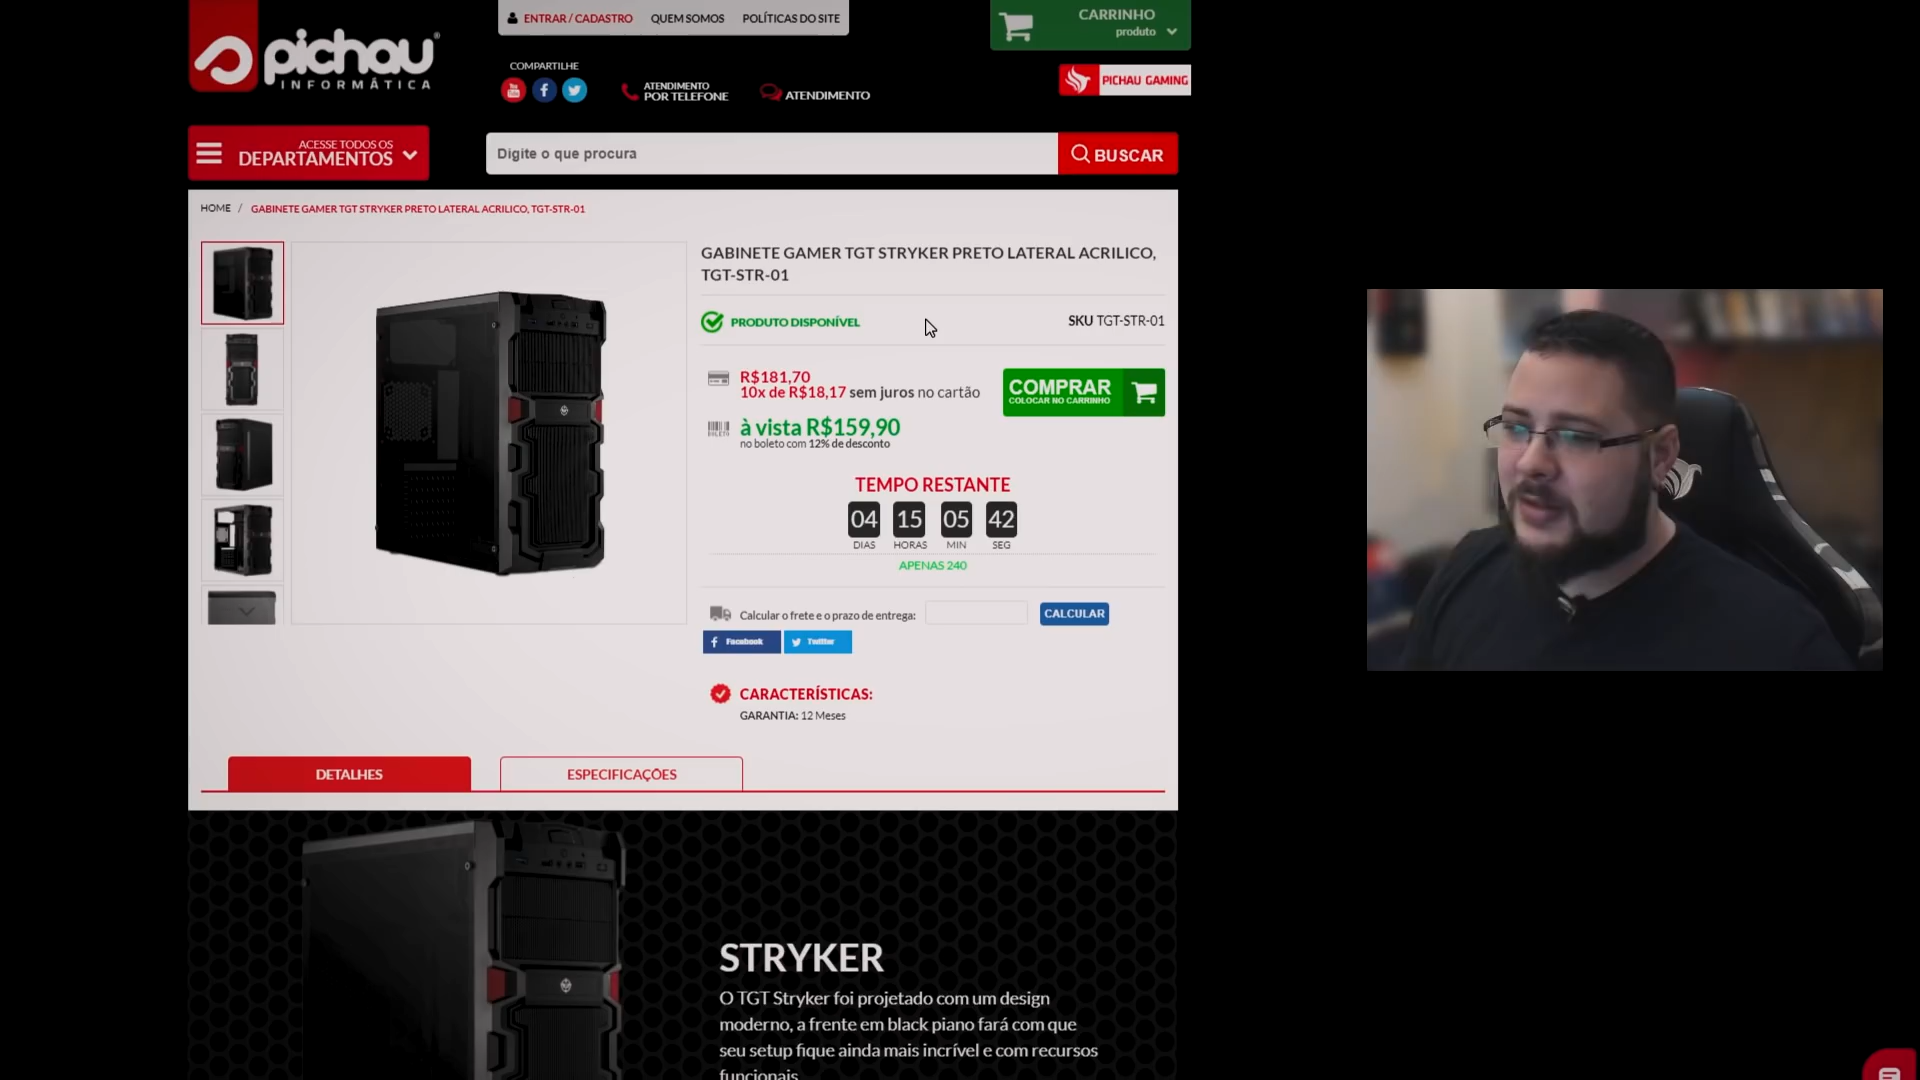 ENTRAR / CADASTRO QUEM SOMOS POLÍTICAS DO SITE
CARRINHO
produto
pichau®
INFORMÁTICA
COMPARTILHE
ATENDIMENTO
POR TELEFONE
ATENDIMENTO
PICHAU GAMING
ACESSE TODOS OS
DEPARTAMENTOS
Digite o que procura
BUSCAR
HOME / GABINETE GAMER TGT STRYKER PRETO LATERAL ACRILICO, TGT-STR-01
GABINETE GAMER TGT STRYKER PRETO LATERAL ACRILICO,
TGT-STR-01
PRODUTO DISPONÍVEL
SKU TGT-STR-01
R$181,70
10x de R$18,17 sem juros no cartão
COMPRAR
COLOCAR NO CARRINHO
BOLETO
à vista R$159,90
no boleto com 12% de desconto
TEMPO RESTANTE
04 15 05 42
DIAS HORAS MIN SEG
APENAS 240
Calcular o frete e o prazo de entrega:
CALCULAR
Facebook
Twitter
CARACTERÍSTICAS:
GARANTIA: 12 Meses
DETALHES
ESPECIFICAÇÕES
STRYKER
O TGT Stryker foi projetado com um design
moderno, a frente em black piano fará com que
seu setup fique ainda mais incrível e com recursos
funcionais